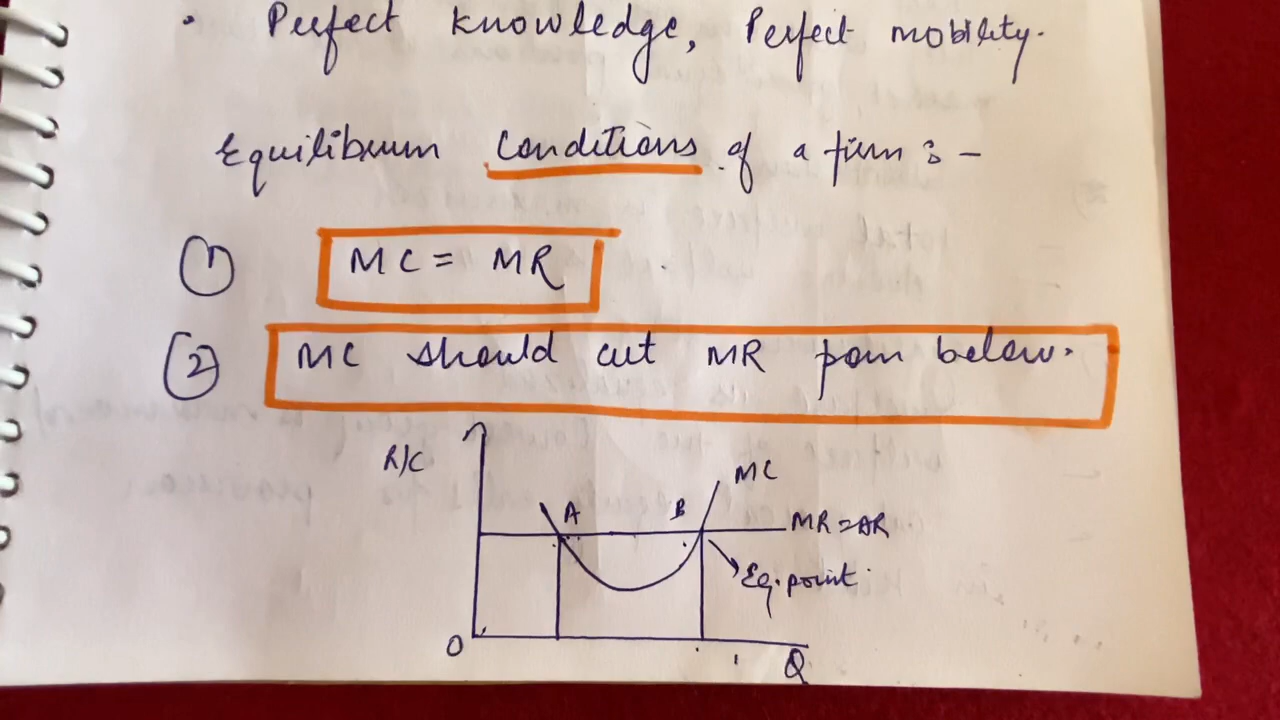 • Perfect knowledge, Perfect mobility.
Equilibrium conditions of a firm :-
① MC = MR
② MC should cut MR from below.
R/C
MC
A B
MR = AR
Eq. point
O Q